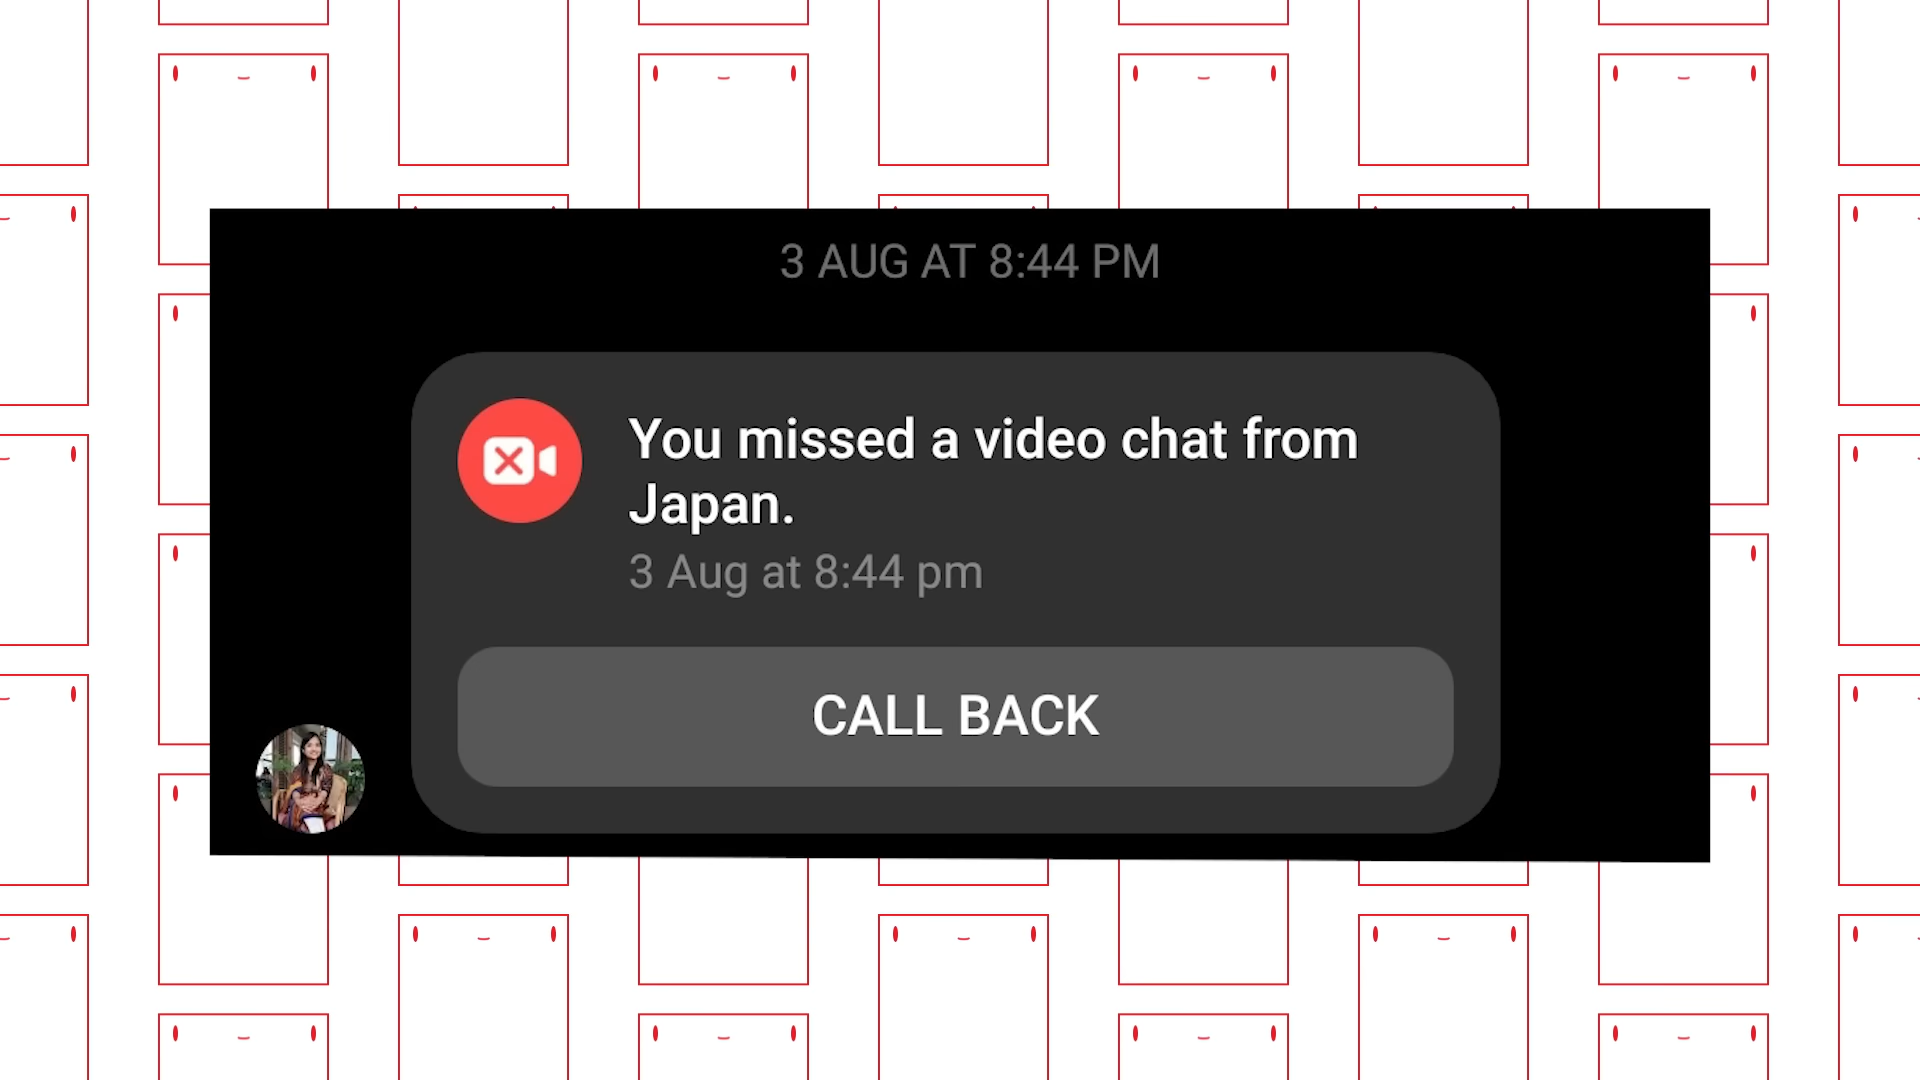 3 AUG AT 8:44 PM
You missed a video chat from
Japan.
3 Aug at 8:44 pm
CALL BACK